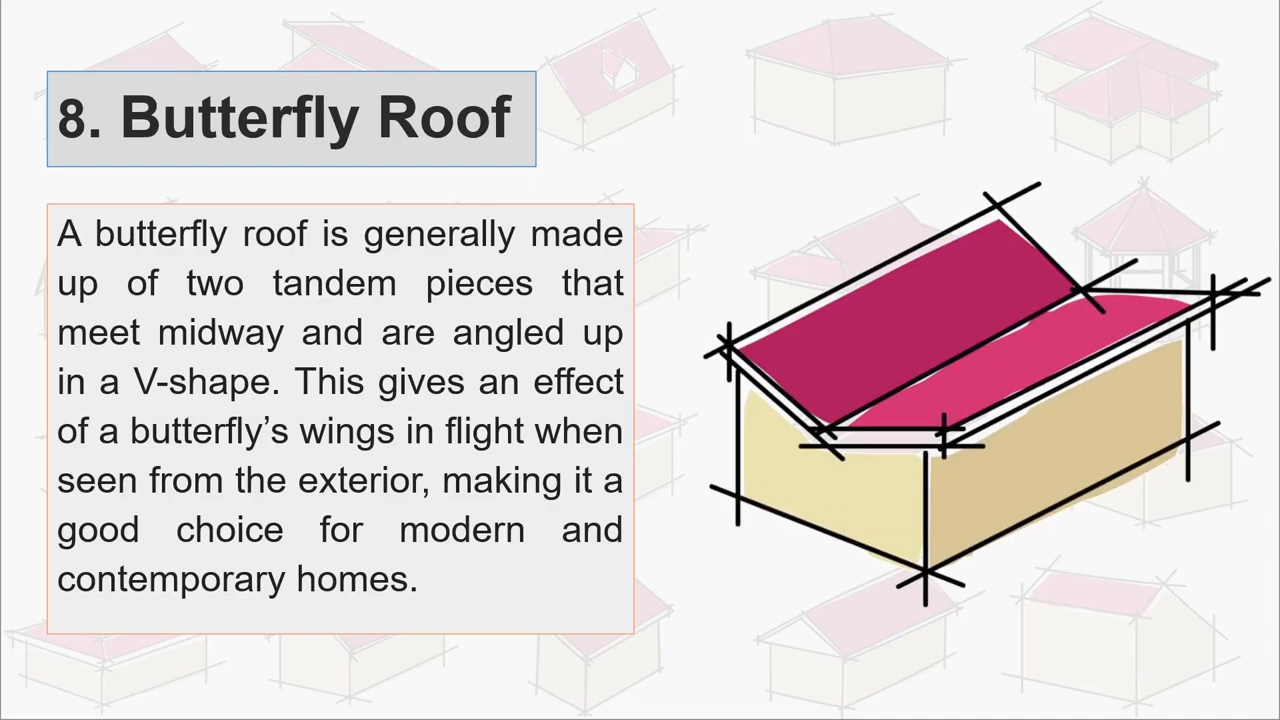 8. Butterfly Roof
A butterfly roof is generally made
up of two tandem pieces that
meet midway and are angled up
in a V-shape. This gives an effect
of a butterfly’s wings in flight when
seen from the exterior, making it a
good choice for modern and
contemporary homes.